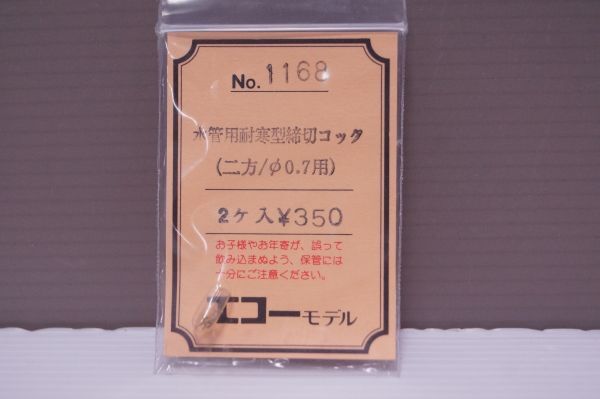 No. 1168
水管用耐寒型締切コック
(二方/φ0.7用)
2ケ入¥350
お子様やお年寄が、誤って
飲み込まぬよう、保管には
十分にご注意ください。
エコーモデル